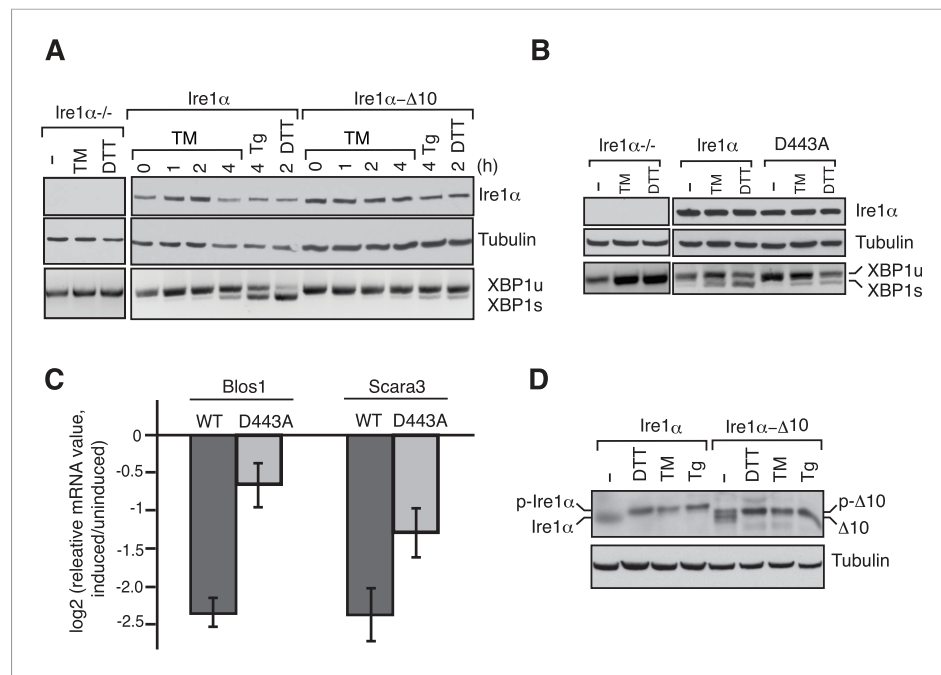 A
Ire1α-/-
Ire1α
Ire1α–Δ10
TM
TM
- TM DTT 0 1 2 4 4 Tg 2 DTT 0 1 2 4 4 Tg 2 DTT (h)
Ire1α
Tubulin
XBP1u
XBP1s
B
Ire1α-/-
Ire1α
D443A
- TM DTT - TM DTT - TM DTT
Ire1α
Tubulin
XBP1u
XBP1s
C
Blos1
Scara3
WT D443A WT D443A
log2 (releative mRNA value,
induced/uninduced)
0
-0.5
-1
-1.5
-2.0
-2.5
D
Ire1α
Ire1α–Δ10
- DTT TM Tg - DTT TM Tg
p-Ire1α
Ire1α
p-Δ10
Δ10
Tubulin